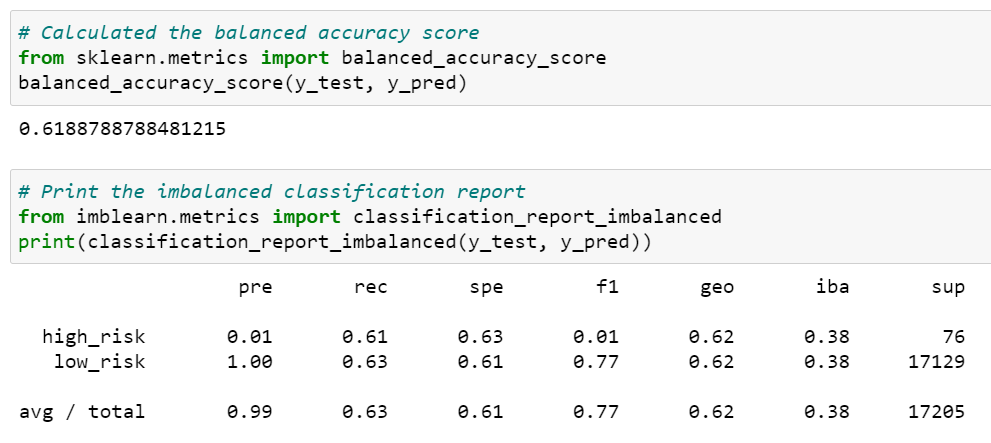 # Calculated the balanced accuracy score
from sklearn.metrics import balanced_accuracy_score
balanced_accuracy_score(y_test, y_pred)
0.6188788788481215
# Print the imbalanced classification report
from imblearn.metrics import classification_report_imbalanced
print(classification_report_imbalanced(y_test, y_pred))
pre rec spe f1 geo iba sup
high_risk 0.01 0.61 0.63 0.01 0.62 0.38 76
low_risk 1.00 0.63 0.61 0.77 0.62 0.38 17129
avg / total 0.99 0.63 0.61 0.77 0.62 0.38 17205